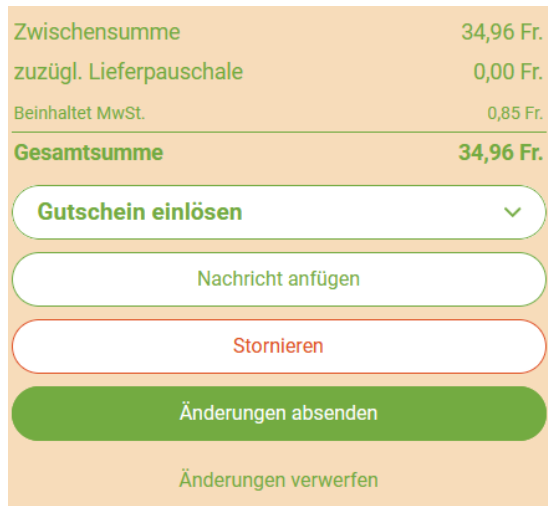 Zwischensumme 34,96 Fr.
zuzügl. Lieferpauschale 0,00 Fr.
Beinhaltet MwSt. 0,85 Fr.
Gesamtsumme 34,96 Fr.
Gutschein einlösen
Nachricht anfügen
Stornieren
Änderungen absenden
Änderungen verwerfen